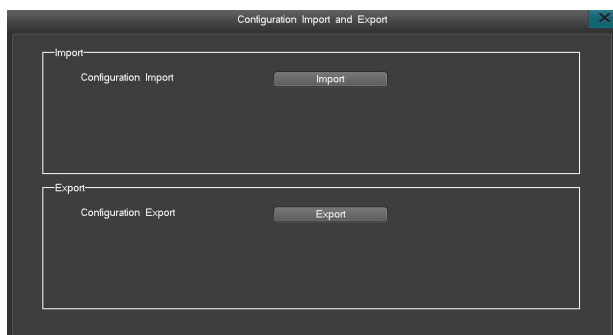 Configuration Import and Export
Import
Configuration Import
Import
Export
Configuration Export
Export